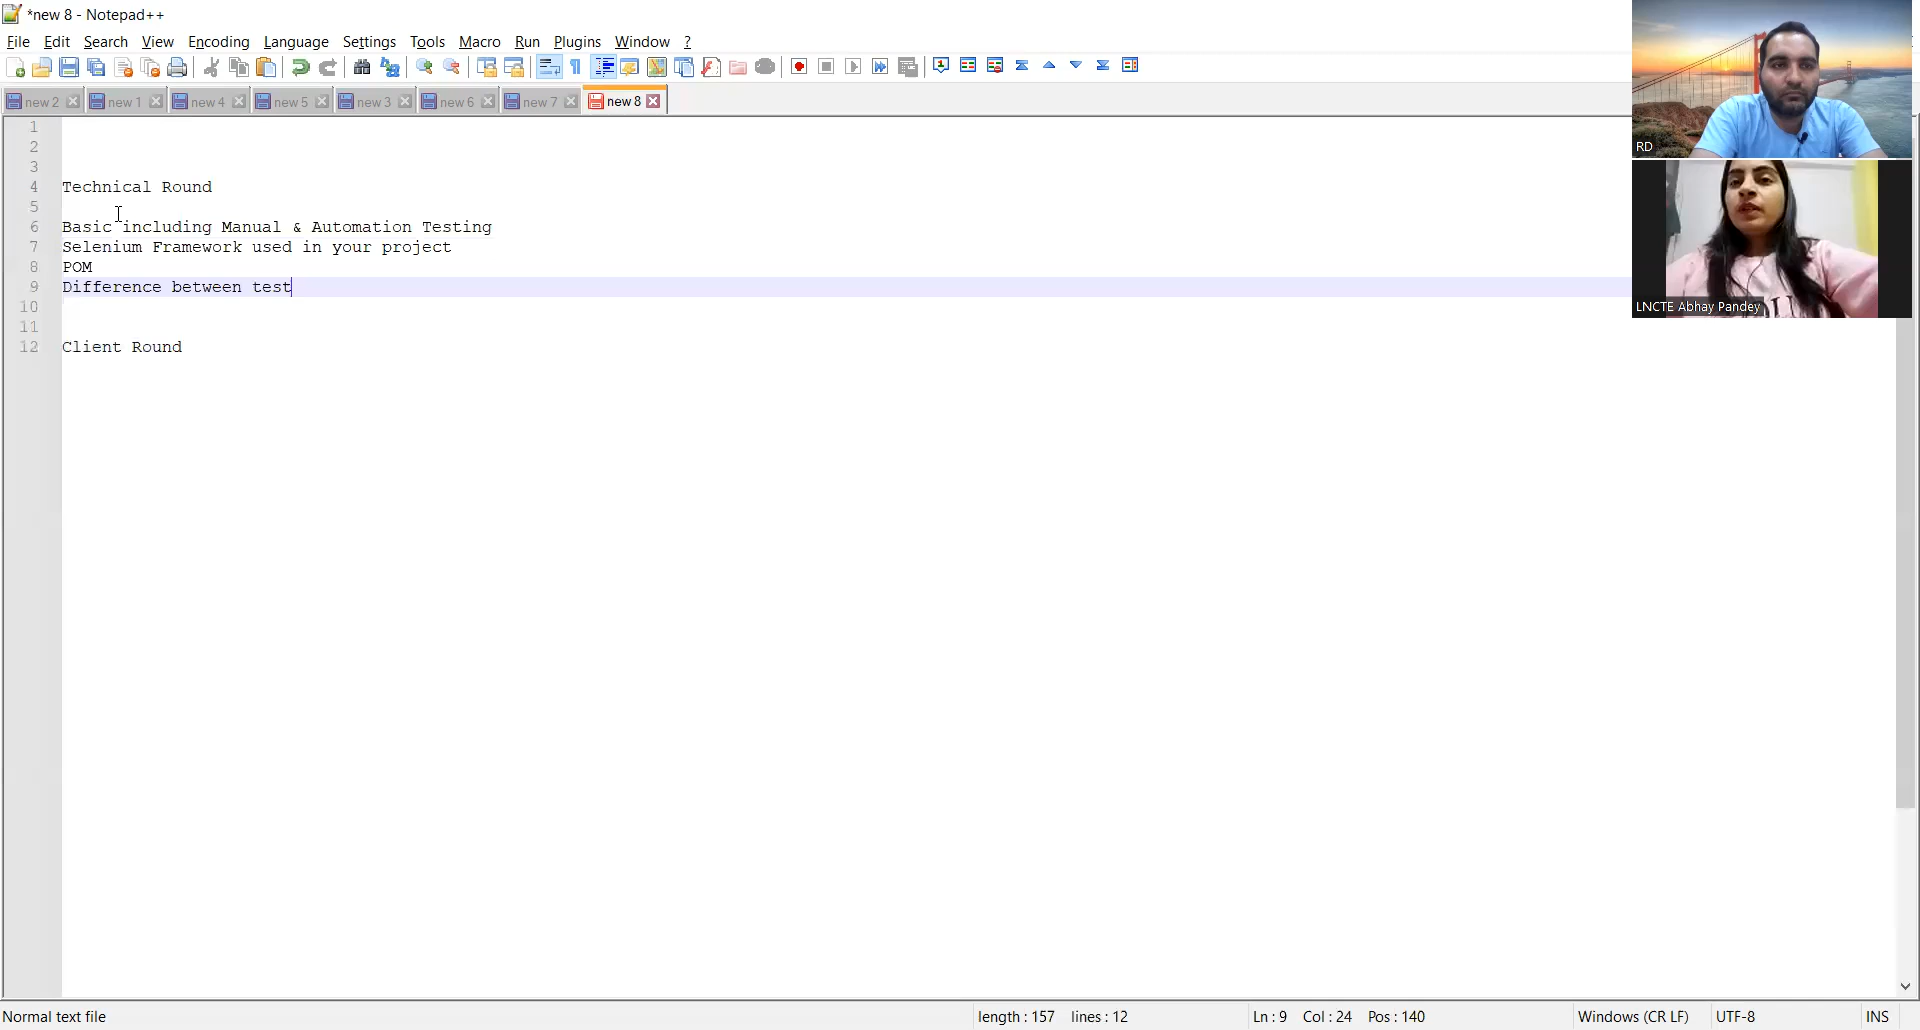 *new 8 - Notepad++
File Edit Search View Encoding Language Settings Tools Macro Run Plugins Window ?
new 2 new 1 new 4 new 5 new 3 new 6 new 7 new 8
1
2
3
4 Technical Round
5
6 Basic including Manual & Automation Testing
7 Selenium Framework used in your project
8 POM
9 Difference between test
10
11
12 Client Round
RD
LNCTE Abhay Pandey
Normal text file length : 157 lines : 12 Ln : 9 Col : 24 Pos : 140 Windows (CR LF) UTF-8 INS